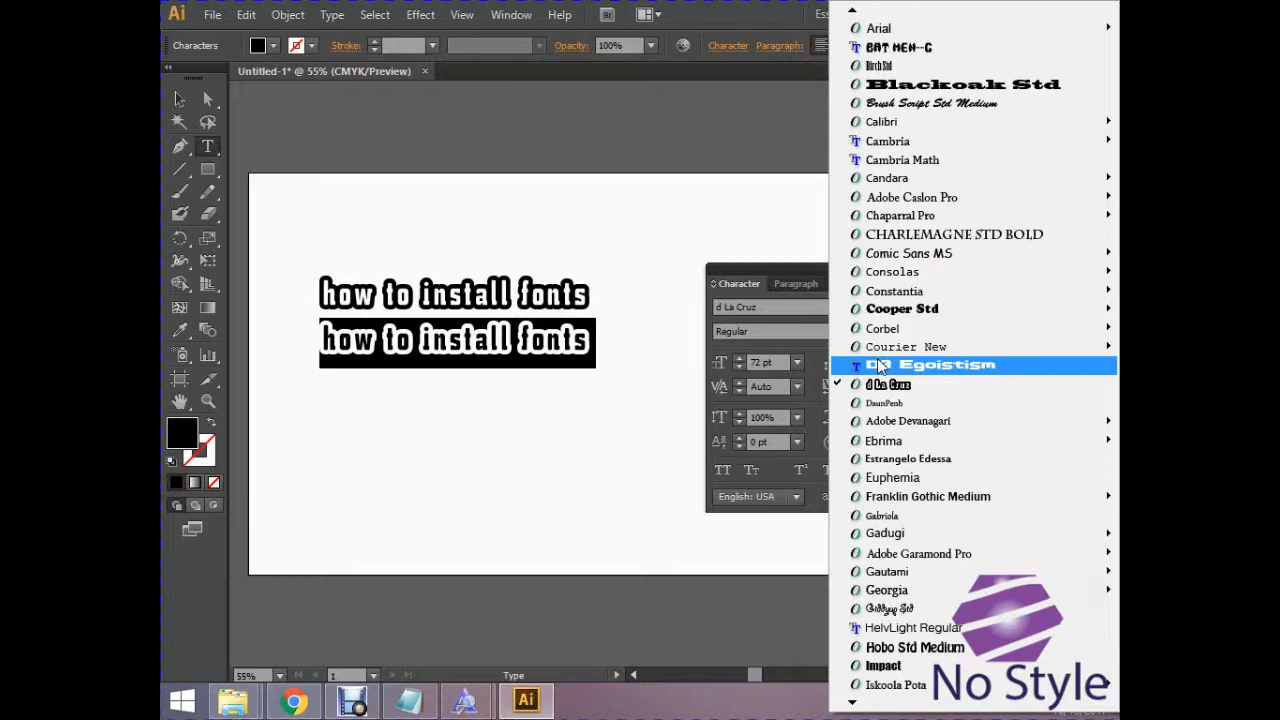 Ai File Edit Object Type Select Effect View Window Help Br
Characters Stroke: Opacity: 100% Character Paragraph:
Untitled-1* @ 55% (CMYK/Preview)
how to install fonts
how to install fonts
Character Paragraph
d La Cruz
Regular
72 pt
Auto
100%
0 pt
English: USA
55% 1 Type
Arial
BAT MEN-C
Birch Std
Blackoak Std
Brush Script Std Medium
Calibri
Cambria
Cambria Math
Candara
Adobe Caslon Pro
Chaparral Pro
CHARLEMAGNE STD BOLD
Comic Sans MS
Consolas
Constantia
Cooper Std
Corbel
Courier New
Egoistism
d La Cruz
DaunPenh
Adobe Devanagari
Ebrima
Estrangelo Edessa
Euphemia
Franklin Gothic Medium
Gabriola
Gadugi
Adobe Garamond Pro
Gautami
Georgia
Giddyup Std
HelvLight Regular
Hobo Std Medium
Impact
Iskoola Pota
No Style
Ai